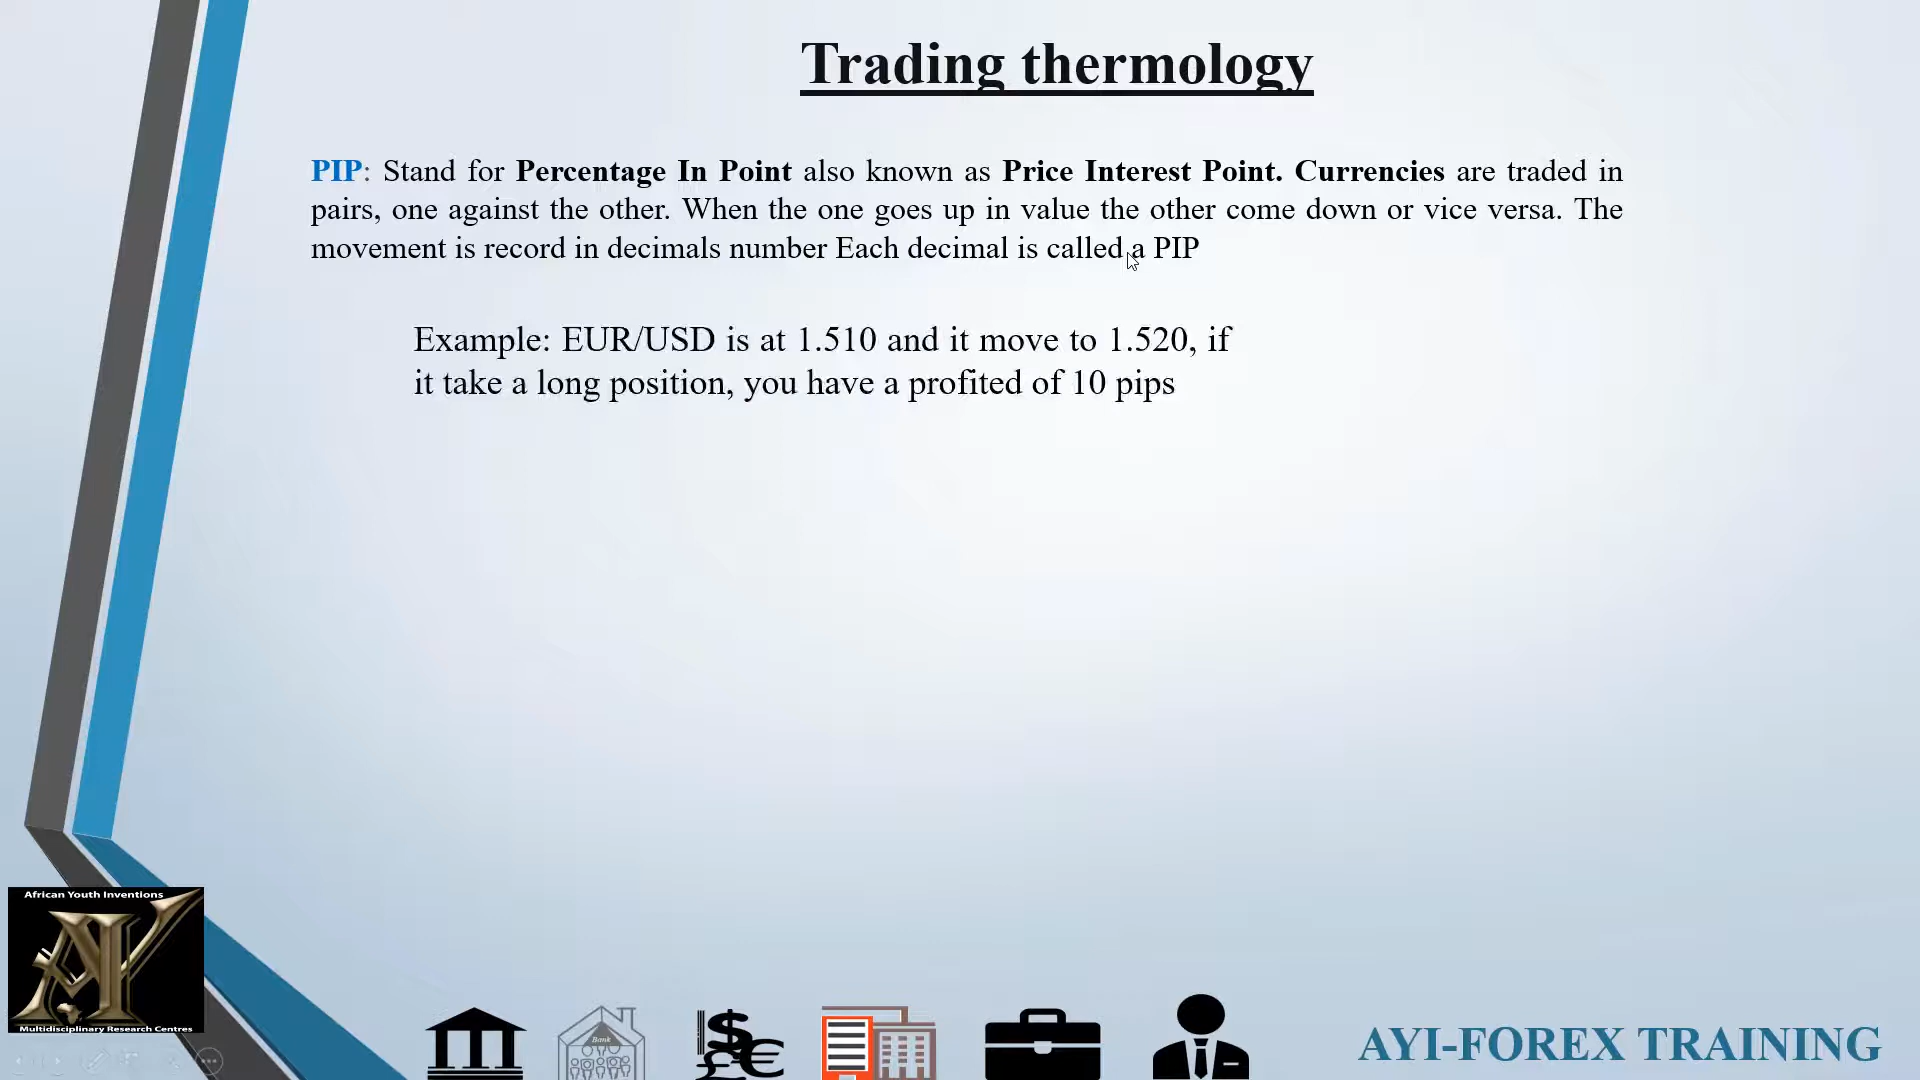 Trading thermology
PIP: Stand for Percentage In Point also known as Price Interest Point. Currencies are traded in
pairs, one against the other. When the one goes up in value the other come down or vice versa. The
movement is record in decimals number Each decimal is called a PIP
Example: EUR/USD is at 1.510 and it move to 1.520, if
it take a long position, you have a profited of 10 pips
African Youth Inventions
AY
Multidisciplinary Research Centres
Bank
AYI-FOREX TRAINING